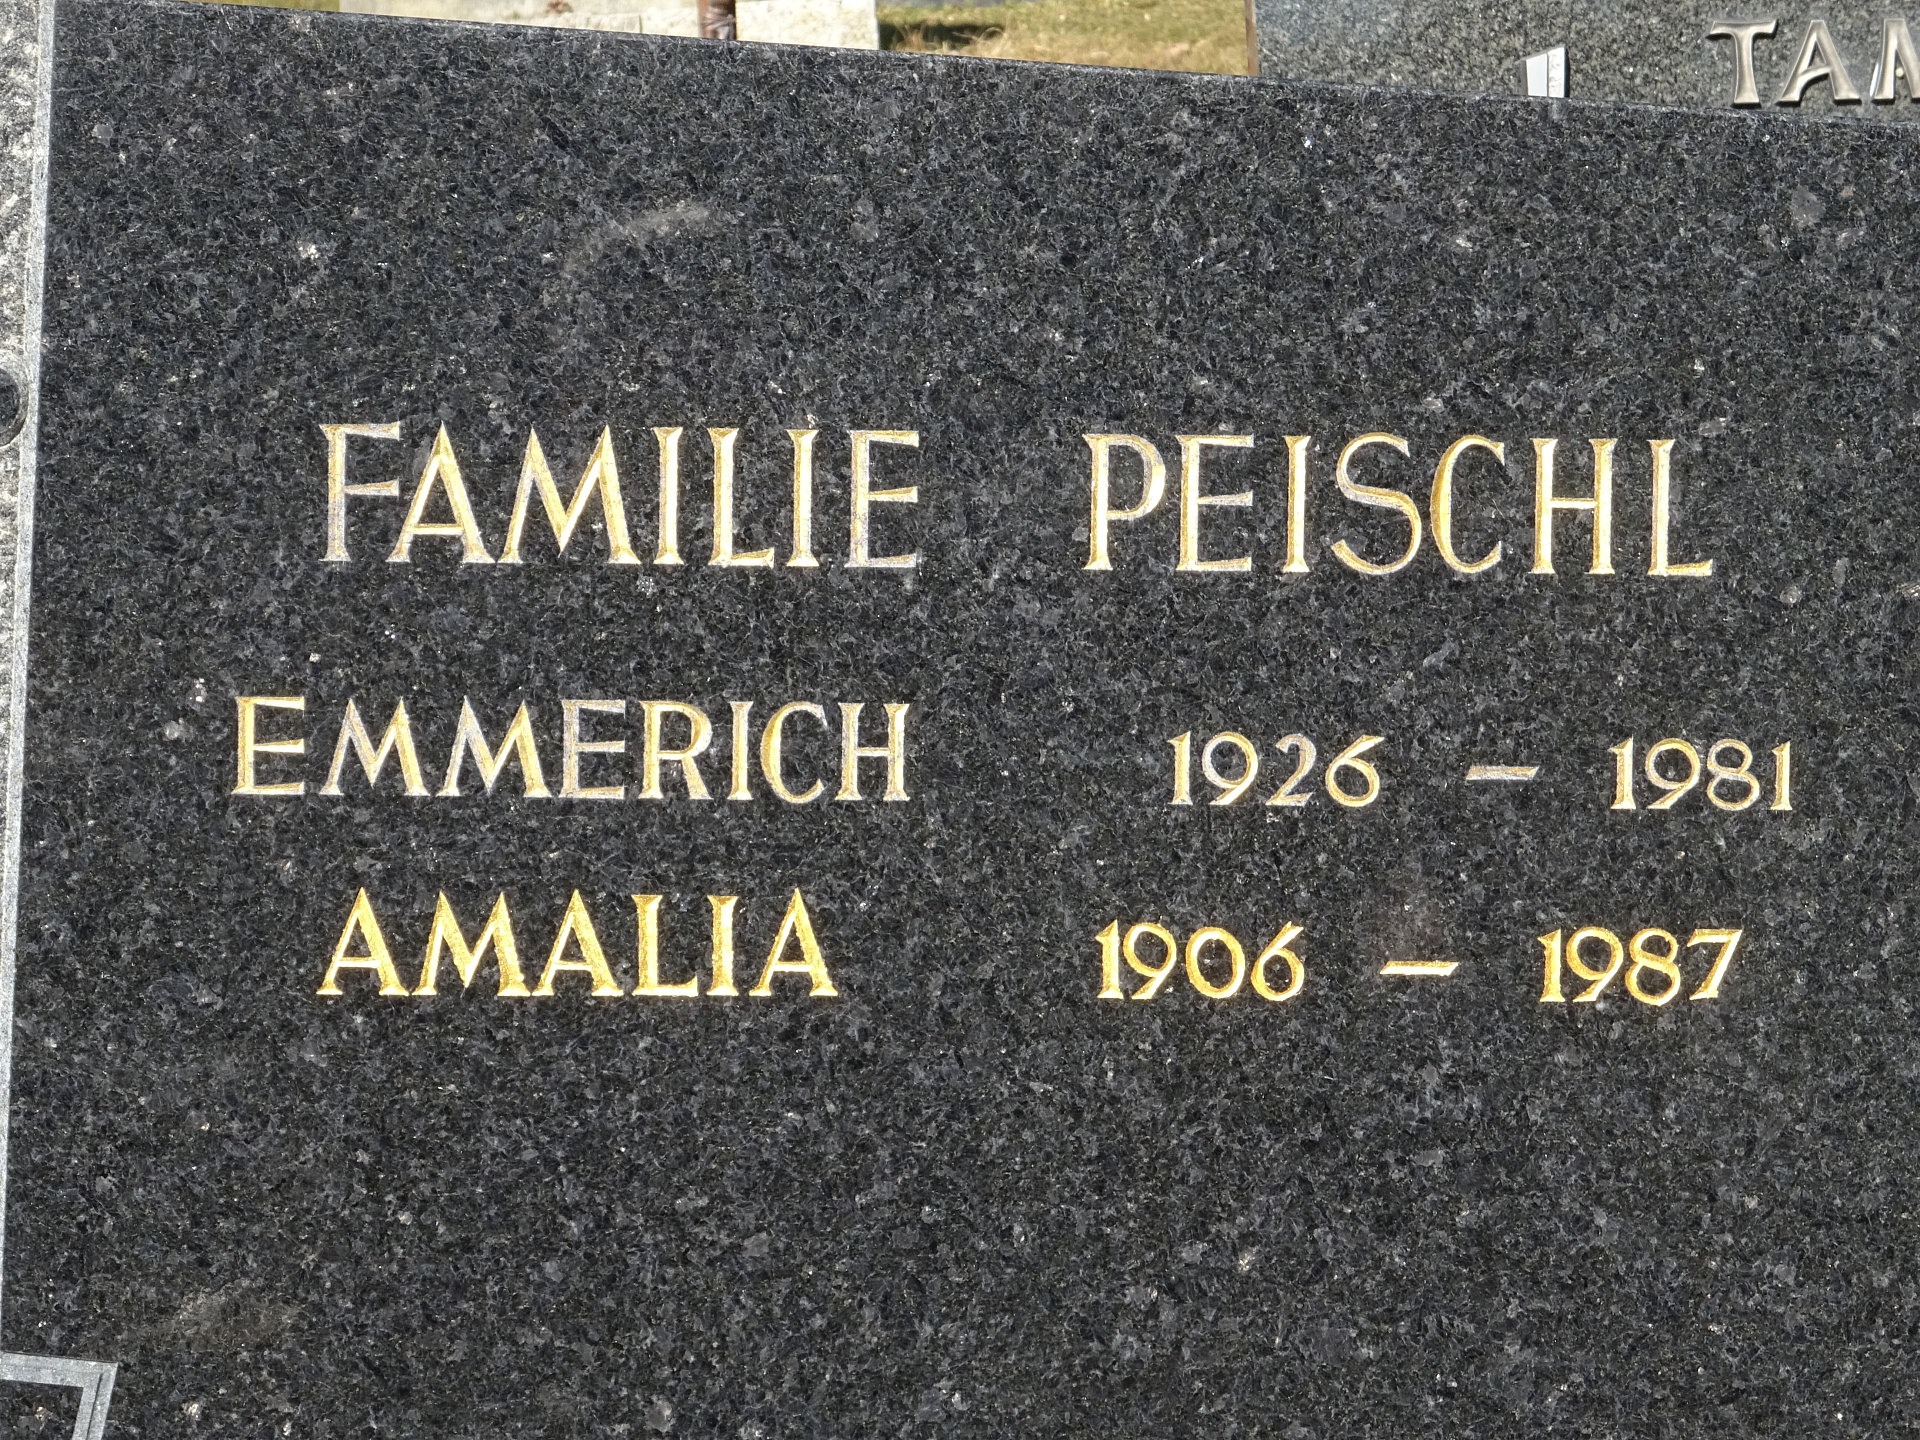 FAMILIE PEISCHL
EMMERICH 1926 – 1981
AMALIA 1906 – 1987